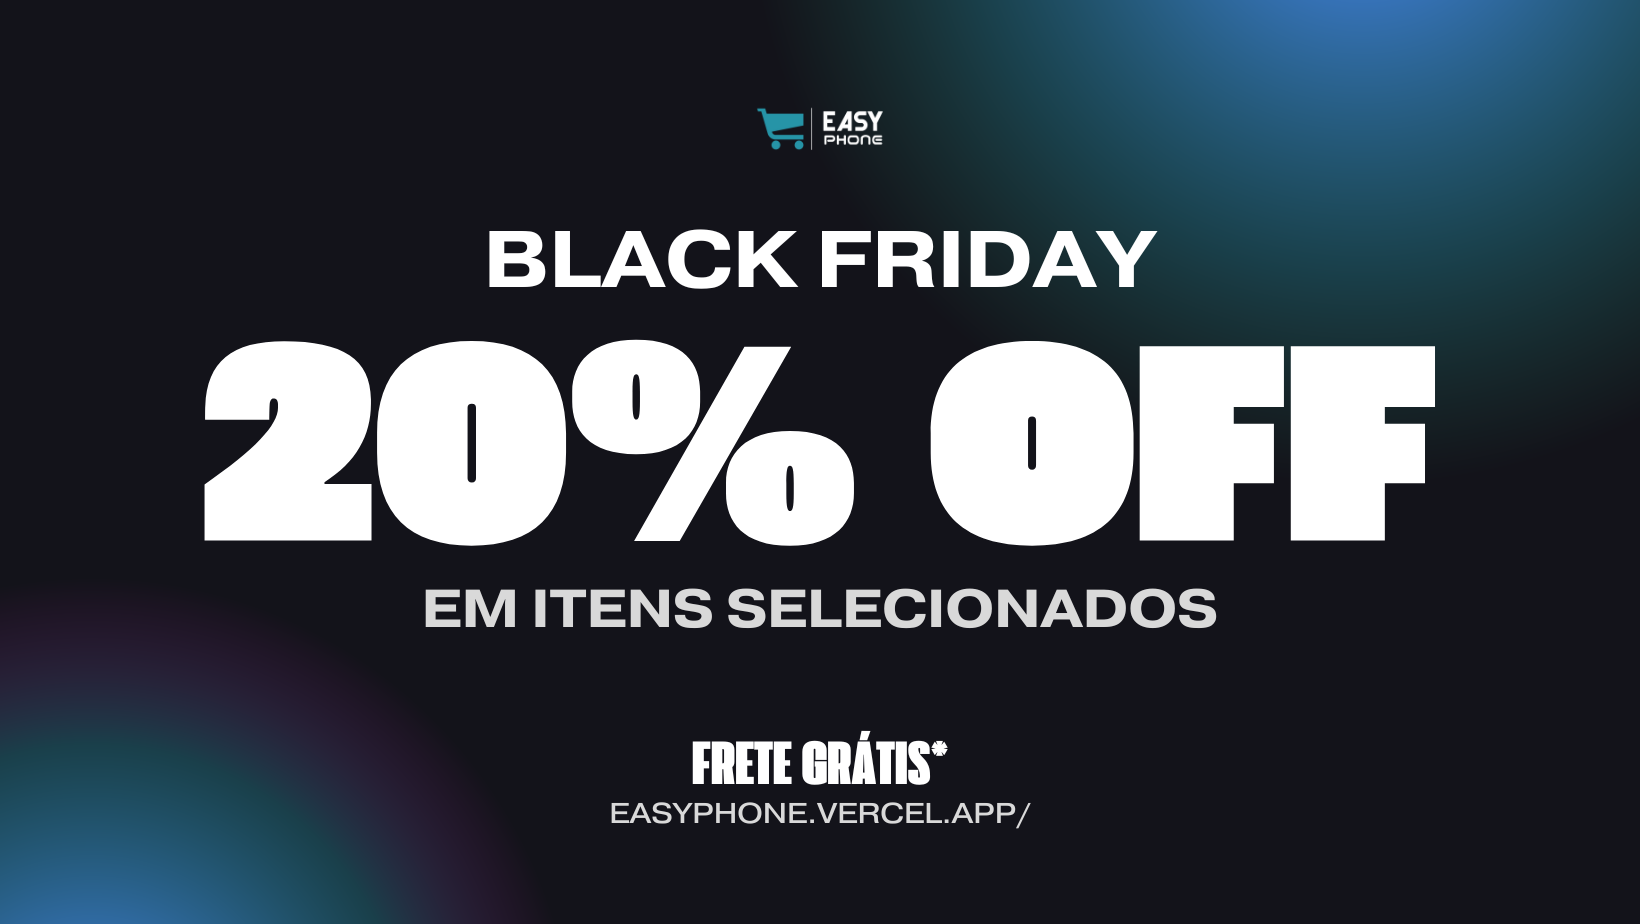 EASY
PHONE
BLACK FRIDAY
20% OFF
EM ITENS SELECIONADOS
FRETE GRÁTIS*
EASYPHONE.VERCEL.APP/